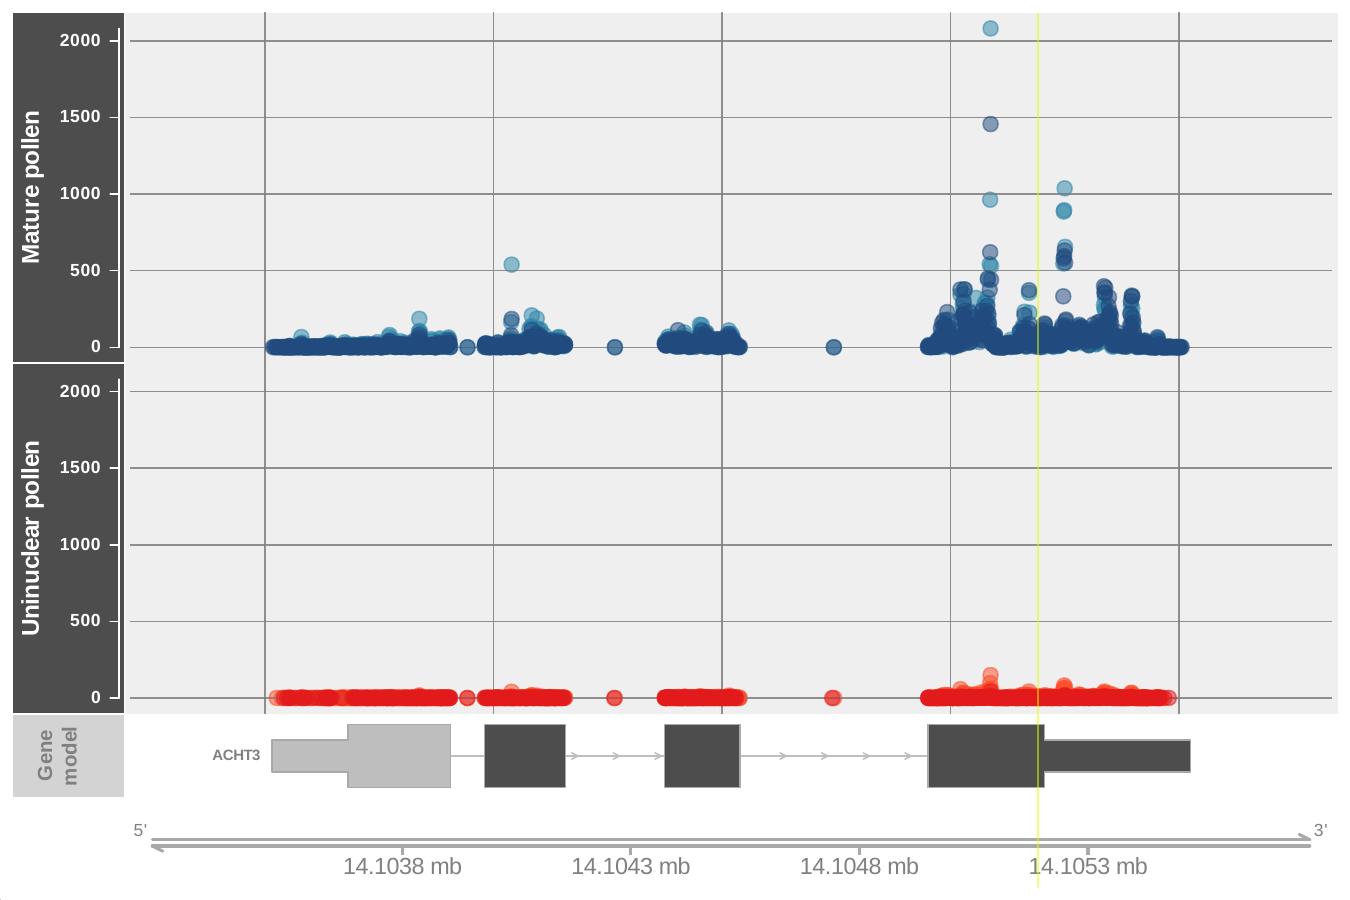 Mature pollen
2000
1500
1000
500
0
Uninuclear pollen
2000
1500
1000
500
0
Gene
model
ACHT3
5'
3'
14.1038 mb
14.1043 mb
14.1048 mb
14.1053 mb